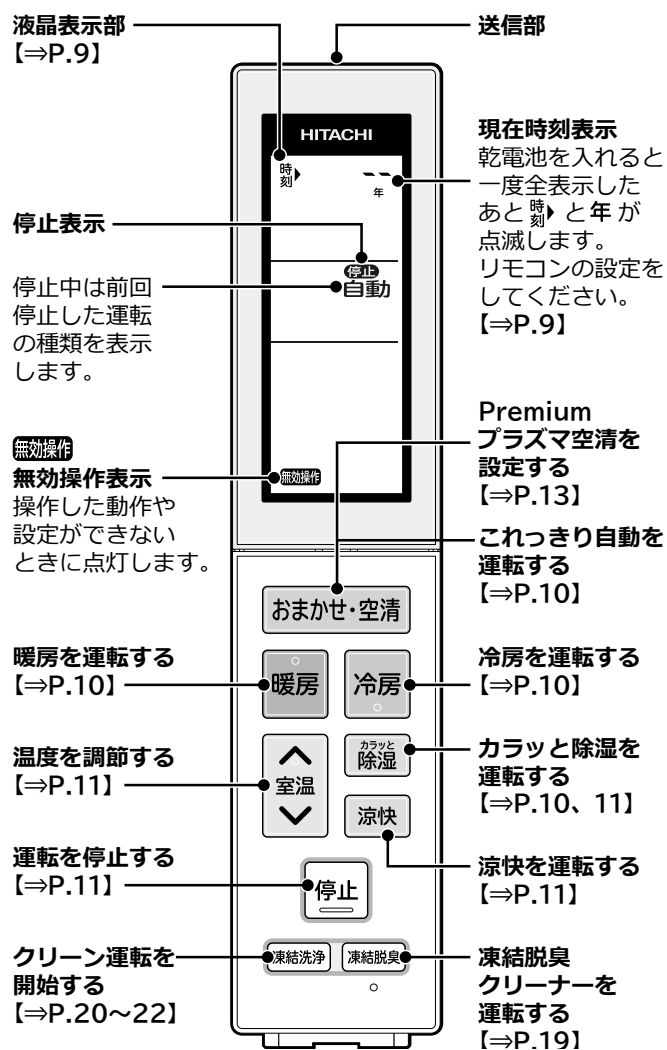 液晶表示部
【⇒P.9】
送信部
HITACHI
時刻
--
年
現在時刻表示
乾電池を入れると
一度全表示した
あと 時刻 と 年 が
点滅します。
リモコンの設定を
してください。
【⇒P.9】
停止表示
停止
自動
停止中は前回
停止した運転
の種類を表示
します。
無効操作
無効操作表示
操作した動作や
設定ができない
ときに点灯します。
無効操作
Premium
プラズマ空清を
設定する
【⇒P.13】
これっきり自動を
運転する
【⇒P.10】
おまかせ・空清
暖房を運転する
【⇒P.10】
暖房
冷房
冷房を運転する
【⇒P.10】
温度を調節する
【⇒P.11】
室温
カラッと
除湿
カラッと除湿を
運転する
【⇒P.10、11】
涼快
涼快を運転する
【⇒P.11】
運転を停止する
【⇒P.11】
停止
クリーン運転を
開始する
【⇒P.20～22】
凍結洗浄
凍結脱臭
凍結脱臭
クリーナーを
運転する
【⇒P.19】